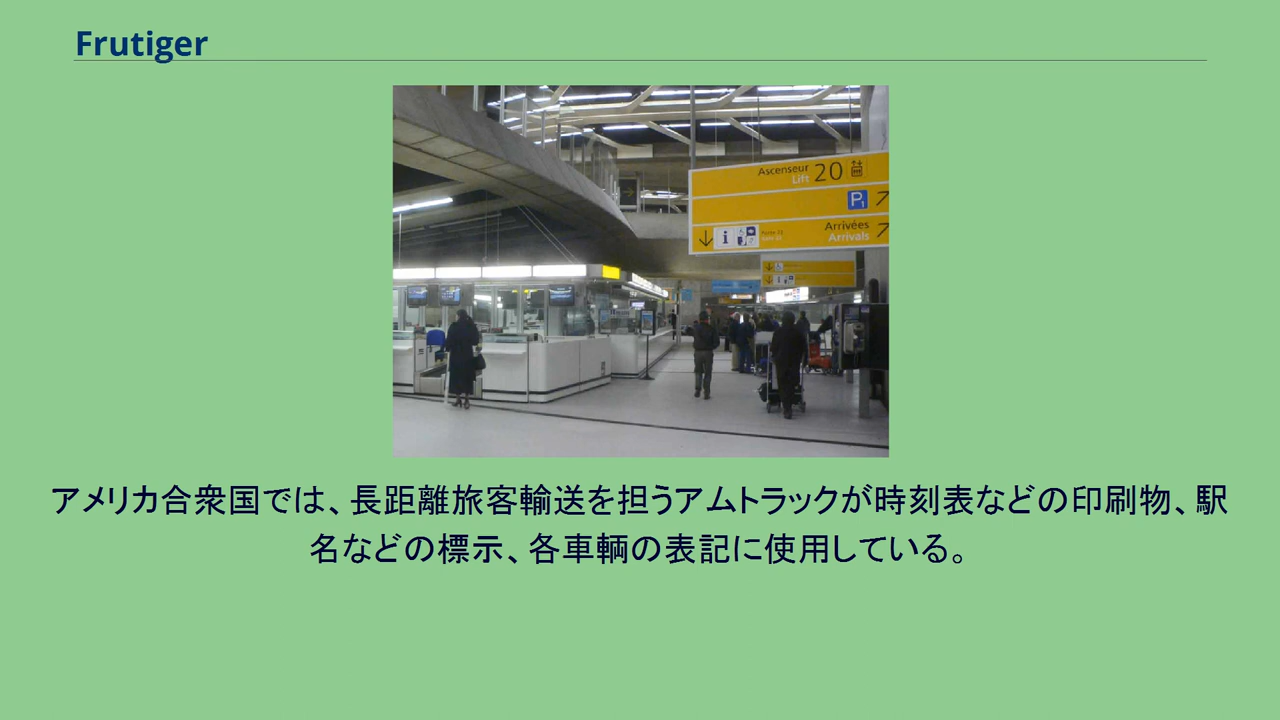 Frutiger
Ascenseur 20
Lift
P1 7
Arrivées 7
Arrivals
i
アメリカ合衆国では、長距離旅客輸送を担うアムトラックが時刻表などの印刷物、駅
名などの標示、各車輌の表記に使用している。